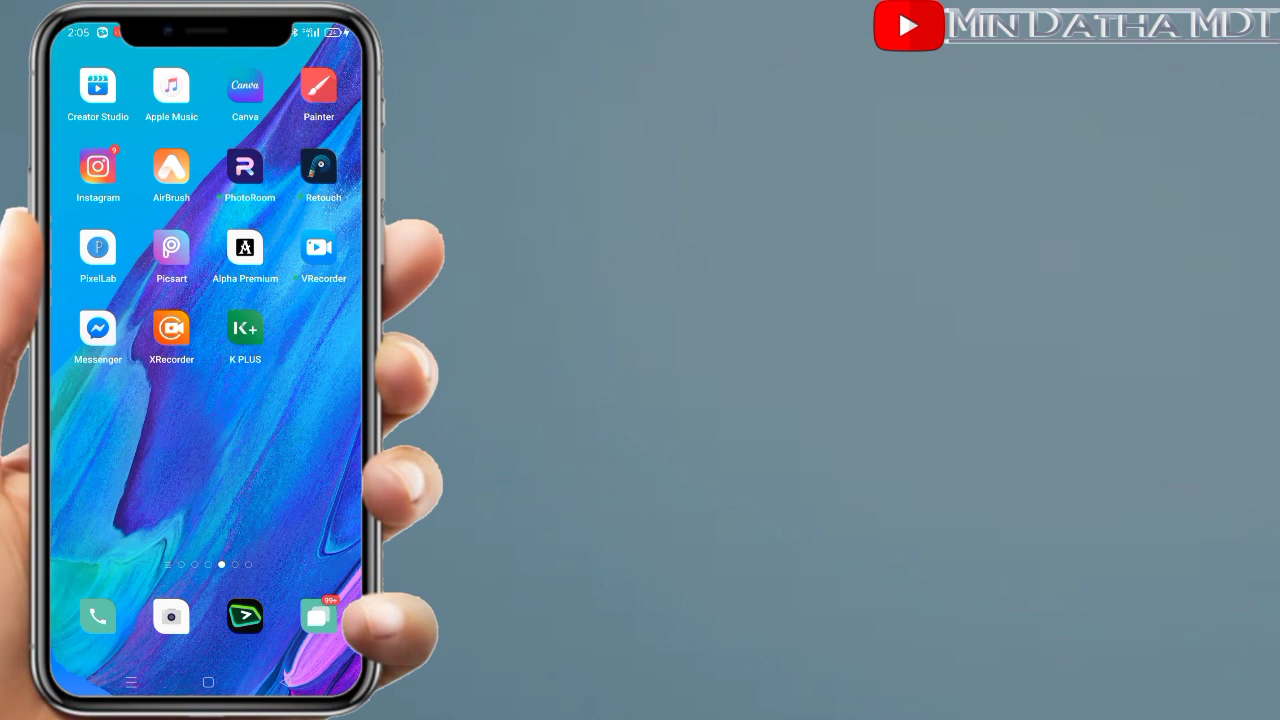 MIN DATHA MDT
2:05
24
Creator Studio
Apple Music
Canva
Canva
Painter
9
Instagram
AirBrush
PhotoRoom
Retouch
PixelLab
Picsart
Alpha Premium
VRecorder
K+
Messenger
XRecorder
K PLUS
99+